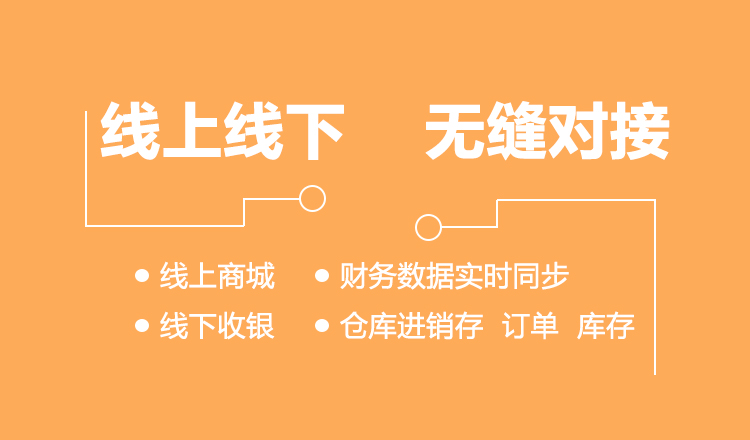 线上线下 无缝对接
● 线上商城 ● 财务数据实时同步
● 线下收银 ● 仓库进销存 订单 库存